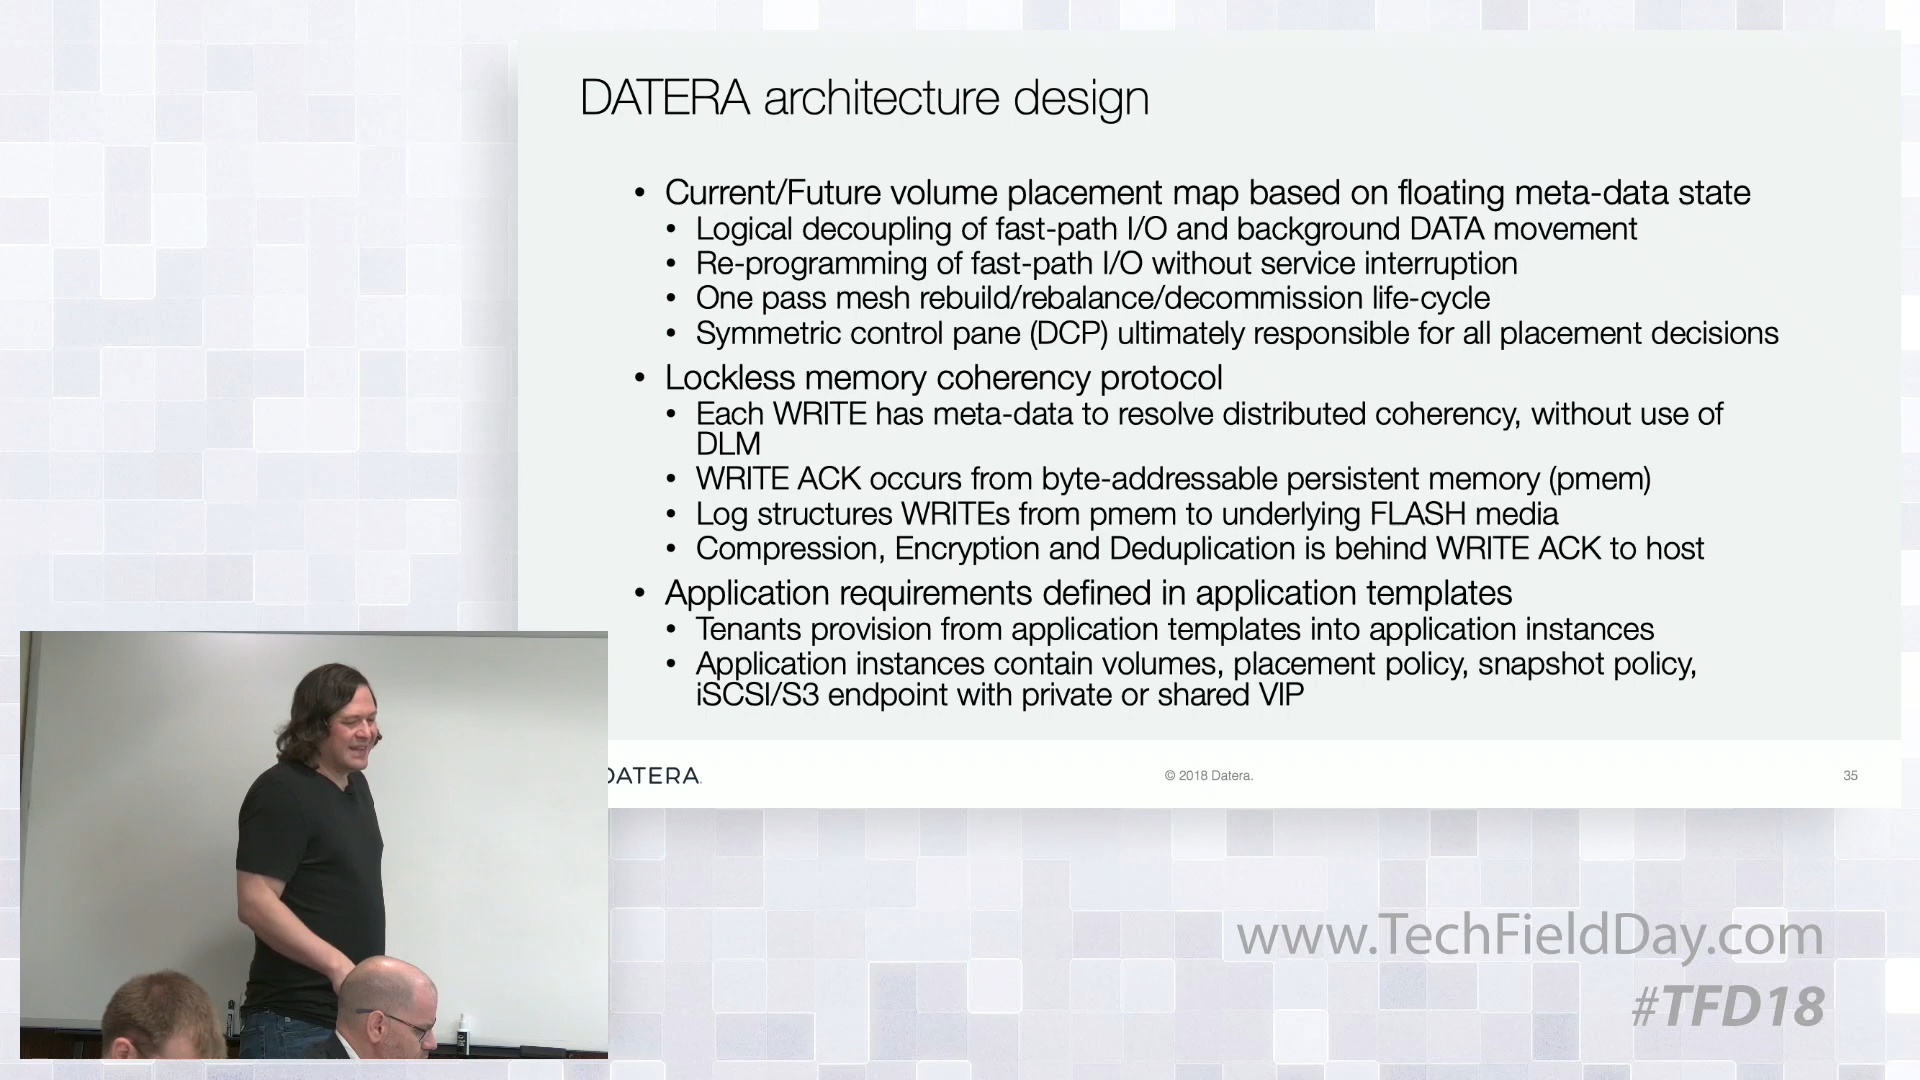 DATERA architecture design
• Current/Future volume placement map based on floating meta-data state
• Logical decoupling of fast-path I/O and background DATA movement
• Re-programming of fast-path I/O without service interruption
• One pass mesh rebuild/rebalance/decommission life-cycle
• Symmetric control pane (DCP) ultimately responsible for all placement decisions
• Lockless memory coherency protocol
• Each WRITE has meta-data to resolve distributed coherency, without use of
DLM
• WRITE ACK occurs from byte-addressable persistent memory (pmem)
• Log structures WRITEs from pmem to underlying FLASH media
• Compression, Encryption and Deduplication is behind WRITE ACK to host
• Application requirements defined in application templates
• Tenants provision from application templates into application instances
• Application instances contain volumes, placement policy, snapshot policy,
iSCSI/S3 endpoint with private or shared VIP
DATERA.
© 2018 Datera.
35
www.TechFieldDay.com
#TFD18